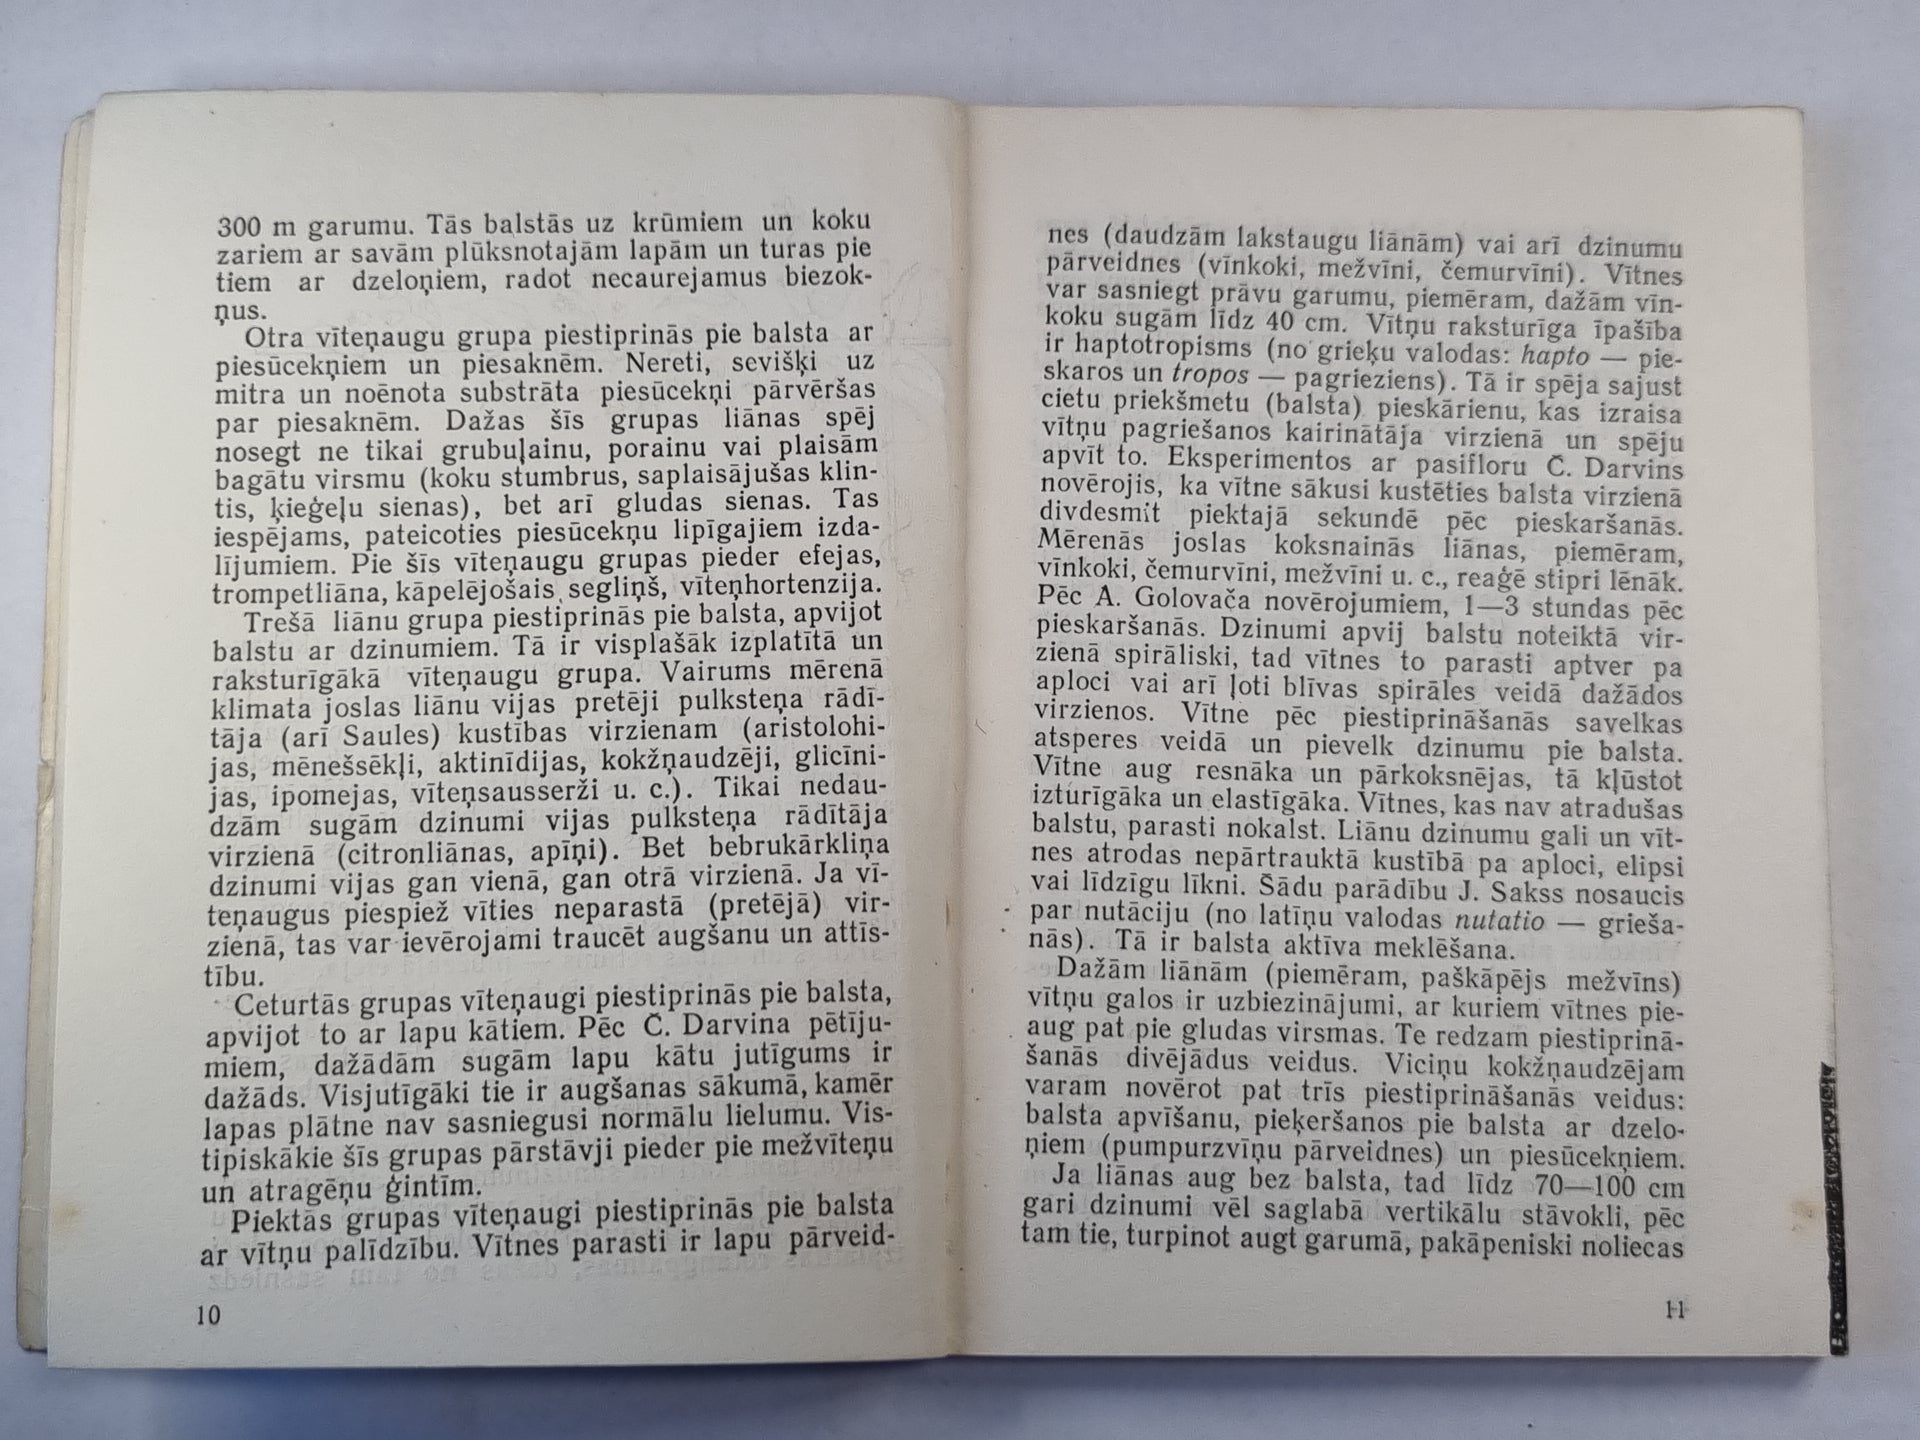 300 m garumu. Tās balstās uz krūmiem un koku
zariem ar savām plūksnotajām lapām un turas pie
tiem ar dzeloņiem, radot necaurejamus biezok-
ņus.
Otra vīteņaugu grupa piestiprinās pie balsta ar
piesūcekņiem un piesaknēm. Nereti, sevišķi uz
mitra un noēnota substrāta piesūcekņi pārvēršas
par piesaknēm. Dažas šīs grupas liānas spēj
nosegt ne tikai grubuļainu, porainu vai plaisām
bagātu virsmu (koku stumbrus, saplaisājušas klin-
tis, ķieģeļu sienas), bet arī gludas sienas. Tas
iespējams, pateicoties piesūcekņu lipīgajiem izda-
lījumiem. Pie šīs vīteņaugu grupas pieder efejas,
trompetliāna, kāpelējošais segliņš, vīteņhortenzija.
Trešā liānu grupa piestiprinās pie balsta, apvijot
balstu ar dzinumiem. Tā ir visplašāk izplatītā un
raksturīgākā vīteņaugu grupa. Vairums mērenā
klimata joslas liānu vijas pretēji pulksteņa rādī-
tāja (arī Saules) kustības virzienam (aristolohi-
jas, mēnešsēkļi, aktinīdijas, kokžņaudzēji, glicīni-
jas, ipomejas, vīteņsausserži u. c.). Tikai nedau-
dzām sugām dzinumi vijas pulksteņa rādītāja
virzienā (citronliānas, apiņi). Bet bebrukārkliņa
dzinumi vijas gan vienā, gan otrā virzienā. Ja vī-
teņaugus piespiež vīties neparastā (pretējā) vir-
zienā, tas var ievērojami traucēt augšanu un attīs-
tību.
Ceturtās grupas vīteņaugi piestiprinās pie balsta,
apvijot to ar lapu kātiem. Pēc Č. Darvina pētīju-
miem, dažādām sugām lapu kātu jutīgums ir
dažāds. Visjutīgāki tie ir augšanas sākumā, kamēr
lapas plātne nav sasniegusi normālu lielumu. Vis-
tipiskākie šīs grupas pārstāvji pieder pie mežvīteņu
un atragēņu ģintīm.
Piektās grupas vīteņaugi piestiprinās pie balsta
ar vītņu palīdzību. Vītnes parasti ir lapu pārveid-
10
nes (daudzām lakstaugu liānām) vai arī dzinumu
pārveidnes (vīnkoki, mežvīni, čemurvīni). Vītnes
var sasniegt prāvu garumu, piemēram, dažām vīn-
koku sugām līdz 40 cm. Vītņu raksturīga īpašība
ir haptotropisms (no grieķu valodas: hapto — pie-
skaros un tropos — pagrieziens). Tā ir spēja sajust
cietu priekšmetu (balsta) pieskārienu, kas izraisa
vītņu pagriešanos kairinātāja virzienā un spēju
apvīt to. Eksperimentos ar pasifloru Č. Darvins
novērojis, ka vītne sākusi kustēties balsta virzienā
divdesmit piektajā sekundē pēc pieskaršanās.
Mērenās joslas koksnainās liānas, piemēram,
vīnkoki, čemurvīni, mežvīni u. c., reaģē stipri lēnāk.
Pēc A. Golovača novērojumiem, 1—3 stundas pēc
pieskaršanās. Dzinumi apvij balstu noteiktā vir-
zienā spirāliski, tad vītnes to parasti aptver pa
aploci vai arī ļoti blīvas spirāles veidā dažādos
virzienos. Vītne pēc piestiprināšanās savelkas
atsperes veidā un pievelk dzinumu pie balsta.
Vītne aug resnāka un pārkoksnējas, tā kļūstot
izturīgāka un elastīgāka. Vītnes, kas nav atradušas
balstu, parasti nokalst. Liānu dzinumu gali un vīt-
nes atrodas nepārtrauktā kustībā pa aploci, elipsi
vai līdzīgu līkni. Šādu parādību J. Sakss nosaucis
par nutāciju (no latīņu valodas nutatio — grieša-
nās). Tā ir balsta aktīva meklēšana.
Dažām liānām (piemēram, paškāpējs mežvīns)
vītņu galos ir uzbiezinājumi, ar kuriem vītnes pie-
aug pat pie gludas virsmas. Te redzam piestiprinā-
šanās divējādus veidus. Viciņu kokžņaudzējam
varam novērot pat trīs piestiprināšanās veidus:
balsta apvīšanu, pieķeršanos pie balsta ar dzelo-
ņiem (pumpurzvīņu pārveidnes) un piesūcekņiem.
Ja liānas aug bez balsta, tad līdz 70—100 cm
gari dzinumi vēl saglabā vertikālu stāvokli, pēc
tam tie, turpinot augt garumā, pakāpeniski noliecas
11